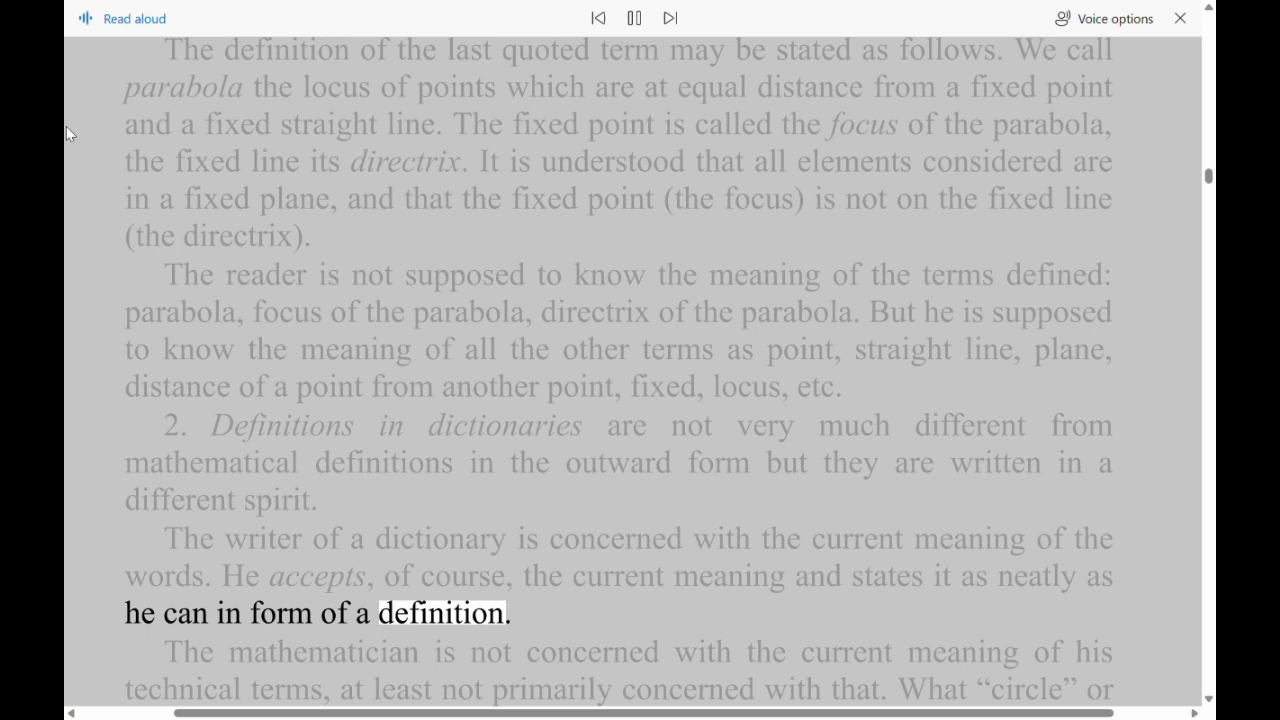 Read aloud
Voice options
The definition of the last quoted term may be stated as follows. We call
parabola the locus of points which are at equal distance from a fixed point
and a fixed straight line. The fixed point is called the focus of the parabola,
the fixed line its directrix. It is understood that all elements considered are
in a fixed plane, and that the fixed point (the focus) is not on the fixed line
(the directrix).
The reader is not supposed to know the meaning of the terms defined:
parabola, focus of the parabola, directrix of the parabola. But he is supposed
to know the meaning of all the other terms as point, straight line, plane,
distance of a point from another point, fixed, locus, etc.
2. Definitions in dictionaries are not very much different from
mathematical definitions in the outward form but they are written in a
different spirit.
The writer of a dictionary is concerned with the current meaning of the
words. He accepts, of course, the current meaning and states it as neatly as
he can in form of a definition.
The mathematician is not concerned with the current meaning of his
technical terms, at least not primarily concerned with that. What “circle” or